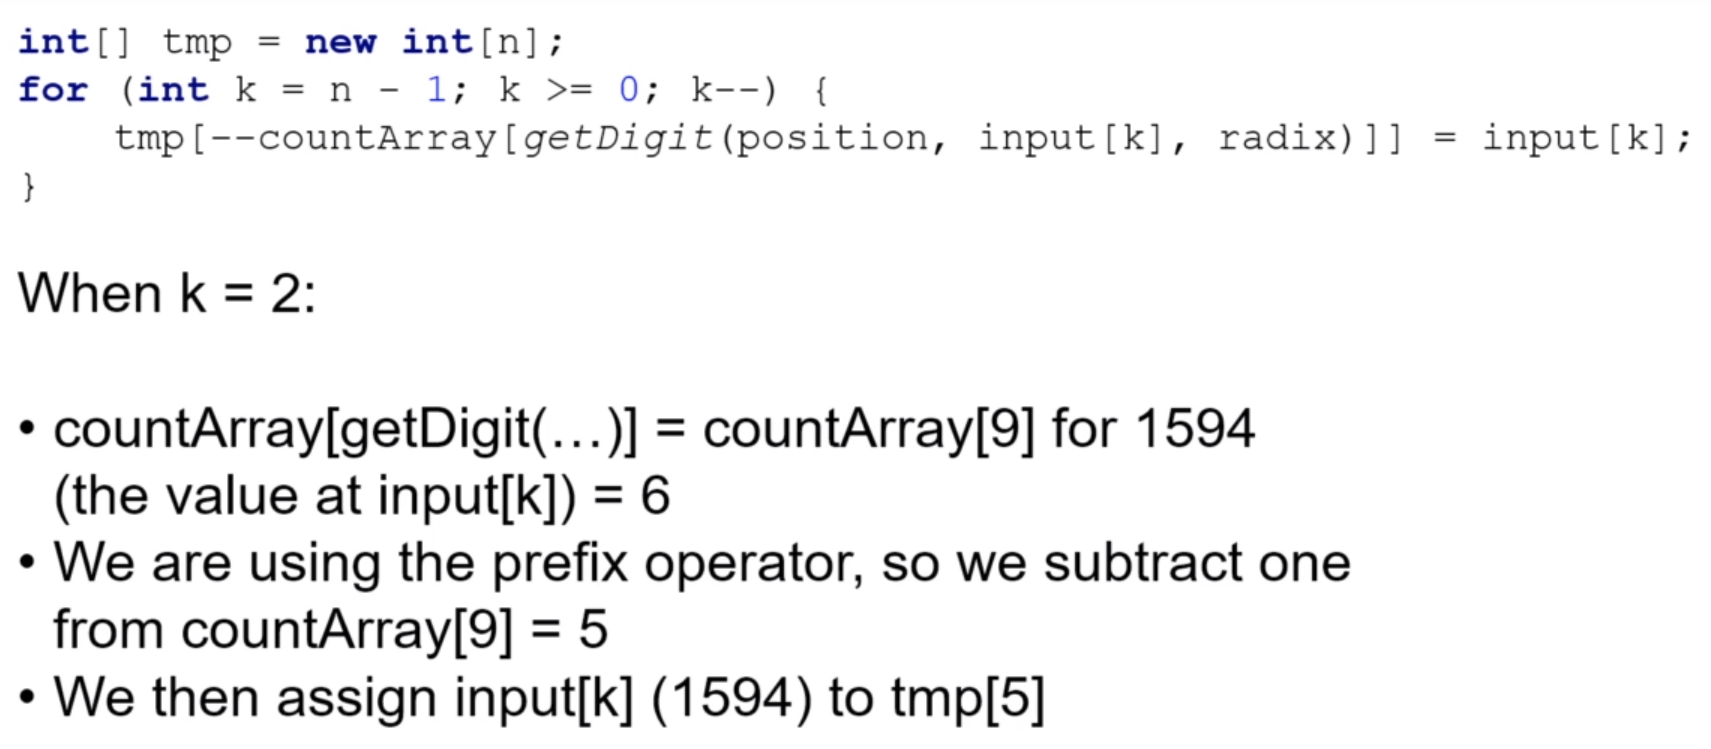 int[] tmp = new int[n];
for (int k = n - 1; k >= 0; k--) {
    tmp[--countArray[getDigit(position, input[k], radix)]] = input[k];
}
When k = 2:
• countArray[getDigit(...)] = countArray[9] for 1594
(the value at input[k]) = 6
• We are using the prefix operator, so we subtract one
from countArray[9] = 5
• We then assign input[k] (1594) to tmp[5]